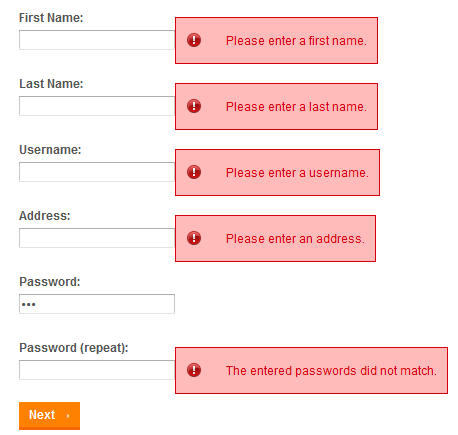 First Name:
Please enter a first name.
Last Name:
Please enter a last name.
Username:
Please enter a username.
Address:
Please enter an address.
Password:
•••
Password (repeat):
The entered passwords did not match.
Next →